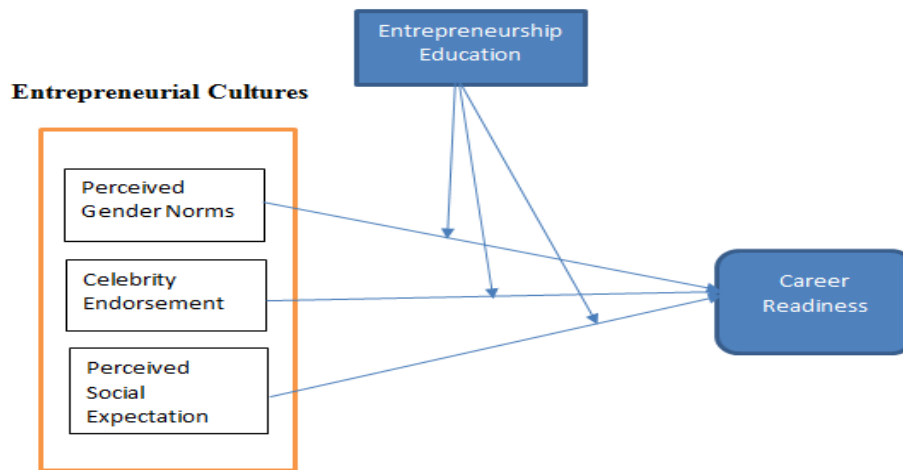 Entrepreneurship
Education
Entrepreneurial Cultures
Perceived
Gender Norms
Celebrity
Endorsement
Perceived
Social
Expectation
Career
Readiness